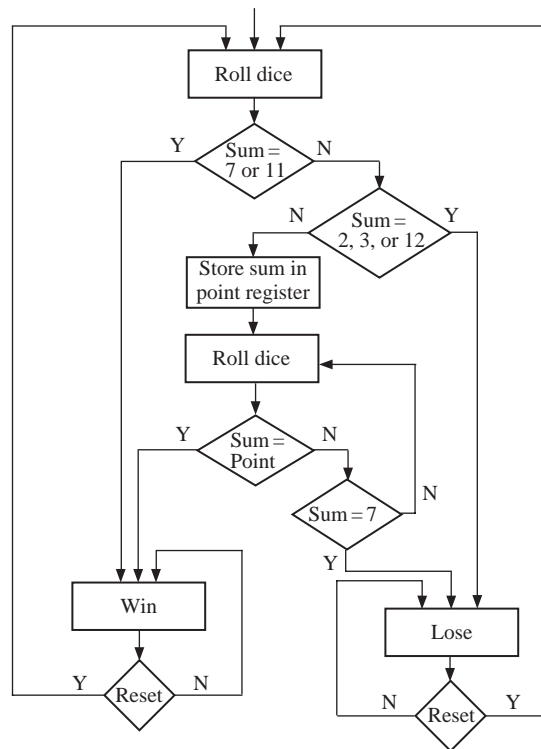 Roll dice
Y
Sum =
7 or 11
N
N
Sum =
2, 3, or 12
Y
Store sum in
point register
Roll dice
Y
Sum =
Point
N
Sum = 7
N
Y
Win
Lose
Y
Reset
N
N
Reset
Y